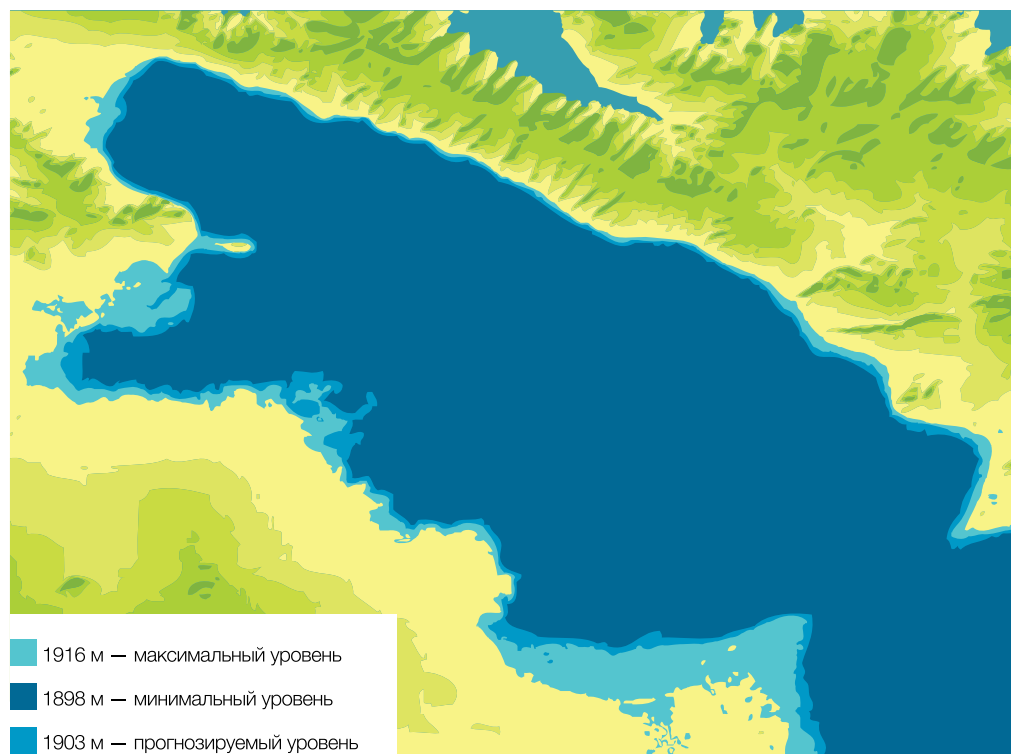 1916 м — максимальный уровень
1898 м — минимальный уровень
1903 м — прогнозируемый уровень